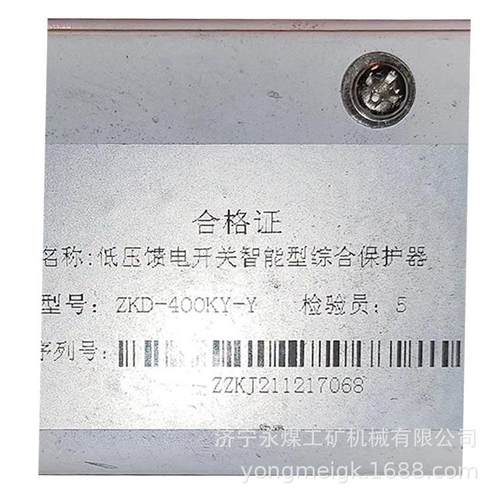 合格证
名称:低压馈电开关智能型综合保护器
型号: ZKD-400KY-Y 检验员: 5
序列号:
ZZKJ211217068
济宁永煤工矿机械有限公司
yongmeigk.1688.com